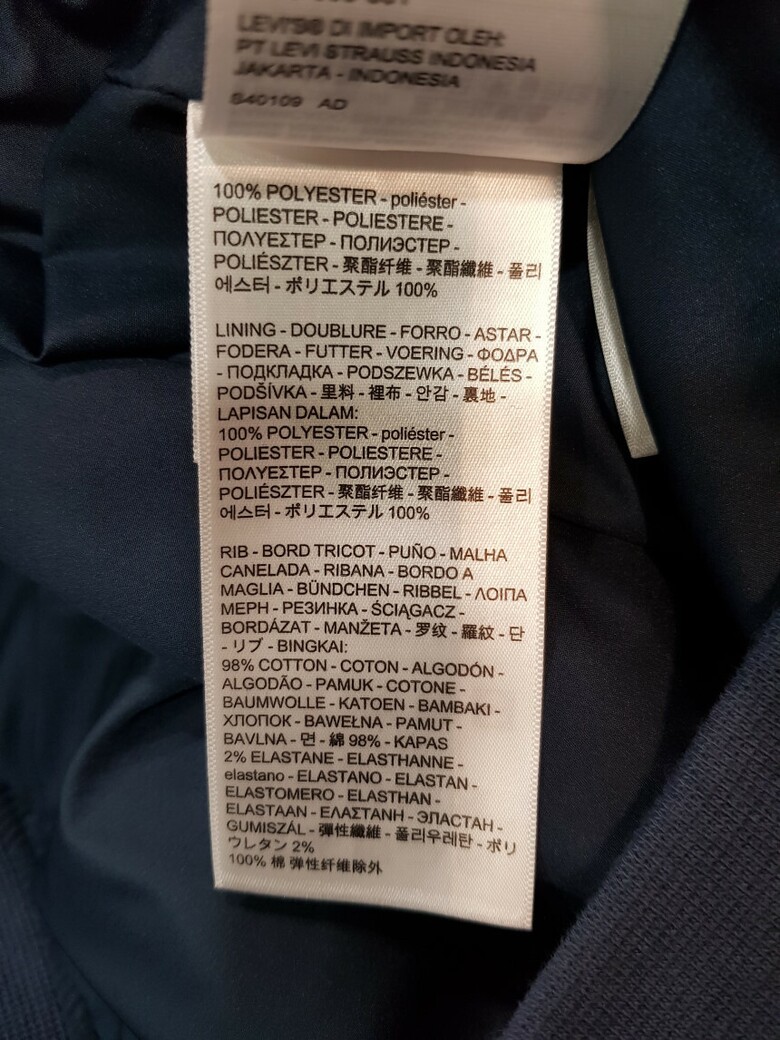 LEVI'S® DI IMPORT OLEH:
PT LEVI STRAUSS INDONESIA
JAKARTA - INDONESIA
S40109 AD
100% POLYESTER - poliéster -
POLIESTER - POLIESTERE -
ΠΟΛΥΕΣΤΕΡ - ПОЛИЭСТЕР -
POLIÉSZTER - 聚酯纤维 - 聚酯纖維 - 폴리
에스터 - ポリエステル 100%
LINING - DOUBLURE - FORRO - ASTAR -
FODERA - FUTTER - VOERING - ΦΟΔΡΑ
- ПОДКЛАДКА - PODSZEWKA - BÉLÉS -
PODŠÍVKA - 里料 - 裡布 - 안감 - 裏地 -
LAPISAN DALAM:
100% POLYESTER - poliéster -
POLIESTER - POLIESTERE -
ΠΟΛΥΕΣΤΕΡ - ПОЛИЭСТЕР -
POLIÉSZTER - 聚酯纤维 - 聚酯纖維 - 폴리
에스터 - ポリエステル 100%
RIB - BORD TRICOT - PUÑO - MALHA
CANELADA - RIBANA - BORDO A
MAGLIA - BÜNDCHEN - RIBBEL - ΛΟΙΠΑ
ΜΕΡΗ - РЕЗИНКА - ŚCIĄGACZ -
BORDÁZAT - MANŽETA - 罗纹 - 羅紋 - 단
- リブ - BINGKAI:
98% COTTON - COTON - ALGODÓN -
ALGODÃO - PAMUK - COTONE -
BAUMWOLLE - KATOEN - ΒΑΜΒΑΚΙ -
ХЛОПОК - BAWEŁNA - PAMUT -
BAVLNA - 면 - 綿 98% - KAPAS
2% ELASTANE - ELASTHANNE -
elastano - ELASTANO - ELASTAN -
ELASTOMERO - ELASTHAN -
ELASTAAN - ΕΛΑΣΤΑΝΗ - ЭЛАСТАН -
GUMISZÁL - 彈性纖維 - 폴리우레탄 - ポリ
ウレタン 2%
100% 棉 弹性纤维除外